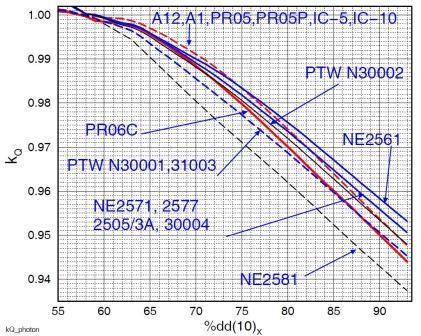 1.00
A12,A1,PR05,PR05P,IC−5,IC−10
0.99
PTW N30002
0.98
PR06C
NE2561
0.97
kQ
PTW N30001,31003
0.96
NE2571, 2577
2505/3A, 30004
0.95
NE2581
0.94
55 60 65 70 75 80 85 90
%dd(10)x
kQ_photon